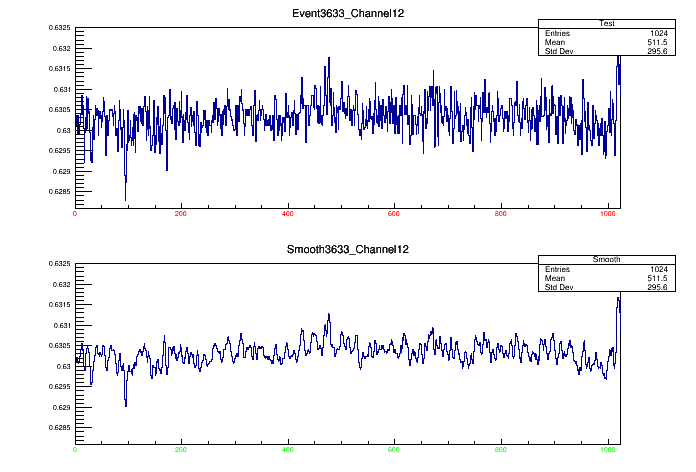 Event3633_Channel12
Test
Entries 1024
Mean 511.5
Std Dev 295.6
0.6325
0.632
0.6315
0.631
0.6305
0.63
0.6295
0.629
0.6285
0 200 400 600 800 1000
Smooth3633_Channel12
Smooth
Entries 1024
Mean 511.5
Std Dev 295.6
0.6325
0.632
0.6315
0.631
0.6305
0.63
0.6295
0.629
0.6285
0 200 400 600 800 1000